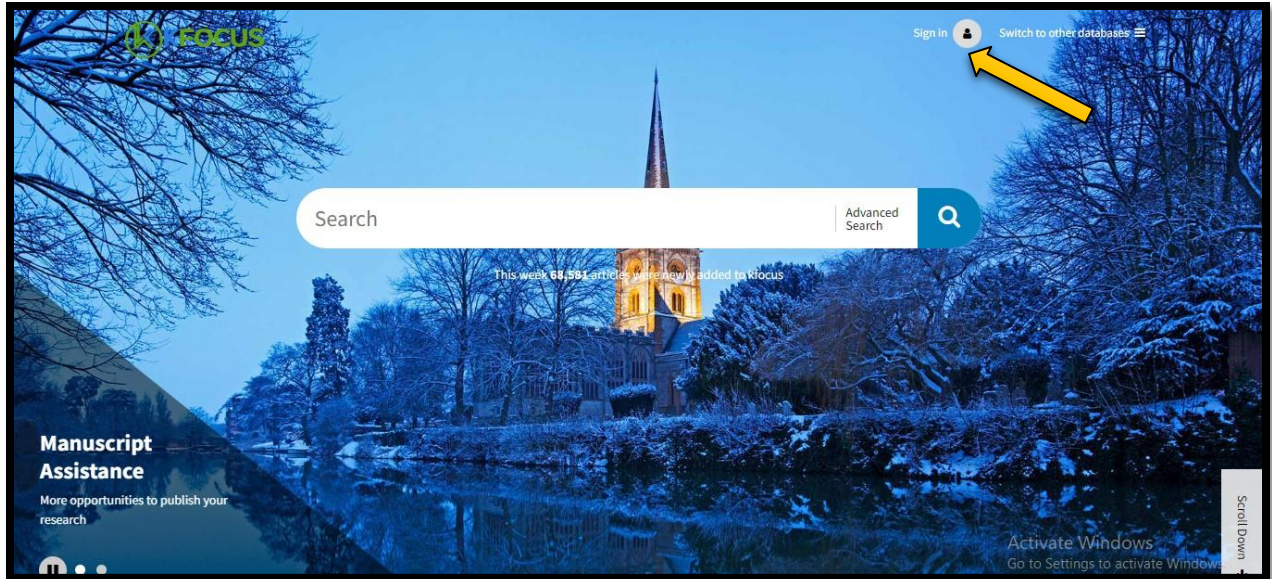 FOCUS
Sign in
Switch to other databases
Search
Advanced
Search
This week 68,581 articles were newly added to kfocus
Manuscript
Assistance
More opportunities to publish your
research
Scroll Down
Activate Windows
Go to Settings to activate Windows